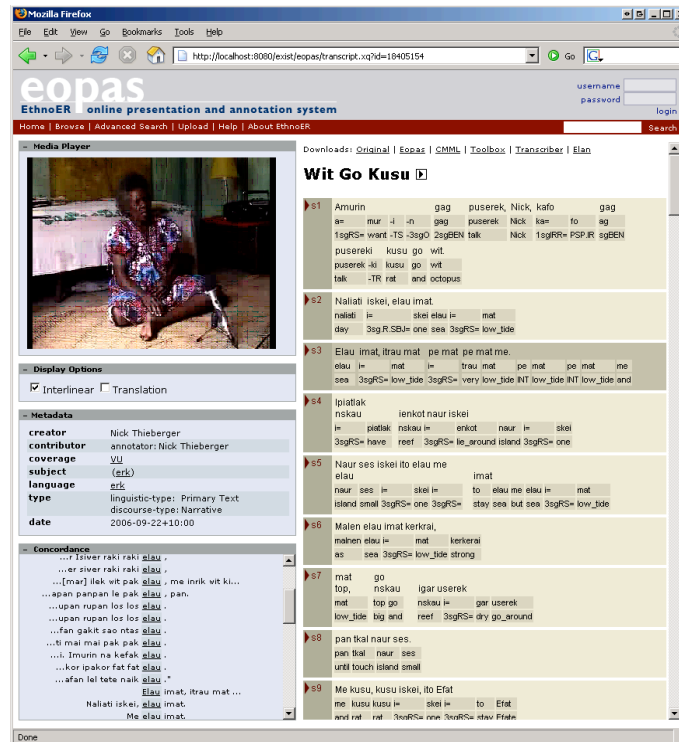 Mozilla Firefox
File Edit View Go Bookmarks Tools Help
http://localhost:8080/exist/eopas/transcript.xq?id=18405154
Go
G
eopas
EthnoER online presentation and annotation system
username
password
login
Home | Browse | Advanced Search | Upload | Help | About EthnoER
Search
– Media Player
– Display Options
Interlinear Translation
– Metadata
creator Nick Thieberger
contributor annotator: Nick Thieberger
coverage VU
subject (erk)
language erk
type linguistic-type: Primary Text
discourse-type: Narrative
date 2006-09-22+10:00
– Concordance
...r Isiver raki raki elau ,
...er siver raki raki elau ,
...[mar] ilek wit pak elau , me inrik wit ki...
...apan panpan le pak elau , pan.
...upan rupan los los elau .
...upan rupan los los elau .
...fan gakit sao ntas elau .
...ti mai mai pak pak elau .
...i. Imurin na kefak elau .
...kor ipakor fat fat elau .
...afan lel tete naik elau ."
Elau imat, itrau mat ...
Naliati iskei, elau imat.
Me elau imat.
Downloads: Original | Eopas | CMML | Toolbox | Transcriber | Elan
Wit Go Kusu
s1 Amurin gag puserek, Nick, kafo gag
a= mur -i -n gag puserek Nick ka= fo ag
1sgRS= want -TS -3sgO 2sgBEN talk Nick 1sgIRR= PSP.IR sgBEN
pusereki kusu go wit.
puserek -ki kusu go wit
talk -TR rat and octopus
s2 Naliati iskei, elau imat.
naliati i= skei elau i= mat
day 3sg.R.SBJ= one sea 3sgRS= low_tide
s3 Elau imat, itrau mat pe mat pe mat me.
elau i= mat i= trau mat pe mat pe mat me
sea 3sgRS= low_tide 3sgRS= very low_tide INT low_tide INT low_tide and
s4 Ipiatlak
nskau ienkot naur iskei
i= piatlak nskau i= enkot naur i= skei
3sgRS= have reef 3sgRS= lie_around island 3sgRS= one
s5 Naur ses iskei ito elau me
elau imat
naur ses i= skei i= to elau me elau i= mat
island small 3sgRS= one 3sgRS= stay sea but sea 3sgRS= low_tide
s6 Malen elau imat kerkrai,
malnen elau i= mat kerkerai
as sea 3sgRS= low_tide strong
s7 mat go
top, nskau igar userek
mat top go nskau i= gar userek
low_tide big and reef 3sgRS= dry go_around
s8 pan tkal naur ses.
pan tkal naur ses
until touch island small
s9 Me kusu, kusu iskei, ito Efat
me kusu kusu i= skei i= to Efat
and rat rat 3sgRS= one 3sgRS= stay Efate
Done